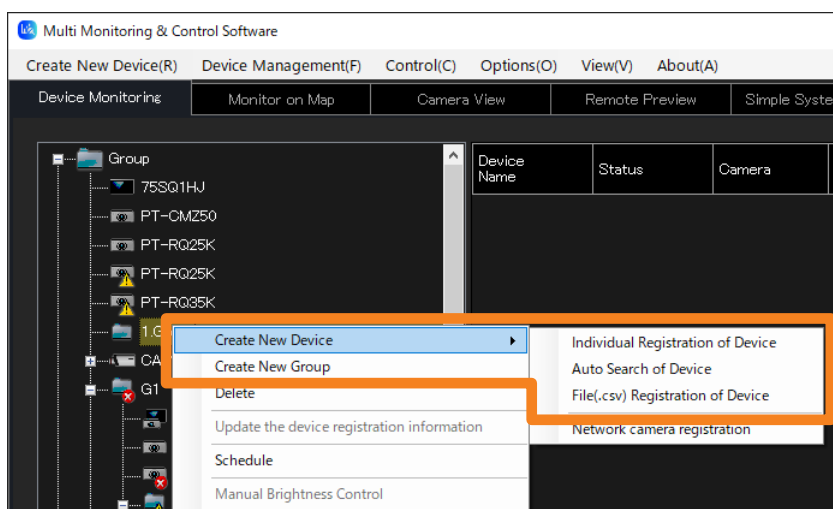 Multi Monitoring & Control Software
Create New Device(R) Device Management(F) Control(C) Options(O) View(V) About(A)
Device Monitoring Monitor on Map Camera View Remote Preview Simple Syste
Group
Device Name Status Camera
75SQ1HJ
PT-CMZ50
PT-RQ25K
PT-RQ25K
PT-RQ35K
1.G
CA
G1
Create New Device
Create New Group
Delete
Update the device registration information
Schedule
Manual Brightness Control
Individual Registration of Device
Auto Search of Device
File(.csv) Registration of Device
Network camera registration